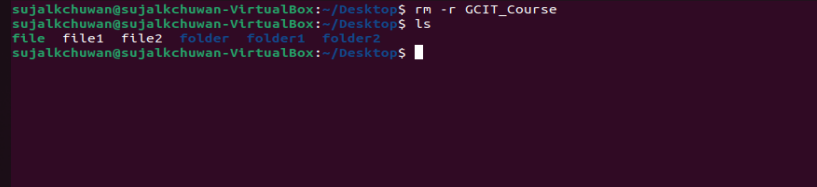 sujalkchuwan@sujalkchuwan-VirtualBox:~/Desktop$ rm -r GCIT_Course
sujalkchuwan@sujalkchuwan-VirtualBox:~/Desktop$ ls
file  file1  file2  folder  folder1  folder2
sujalkchuwan@sujalkchuwan-VirtualBox:~/Desktop$